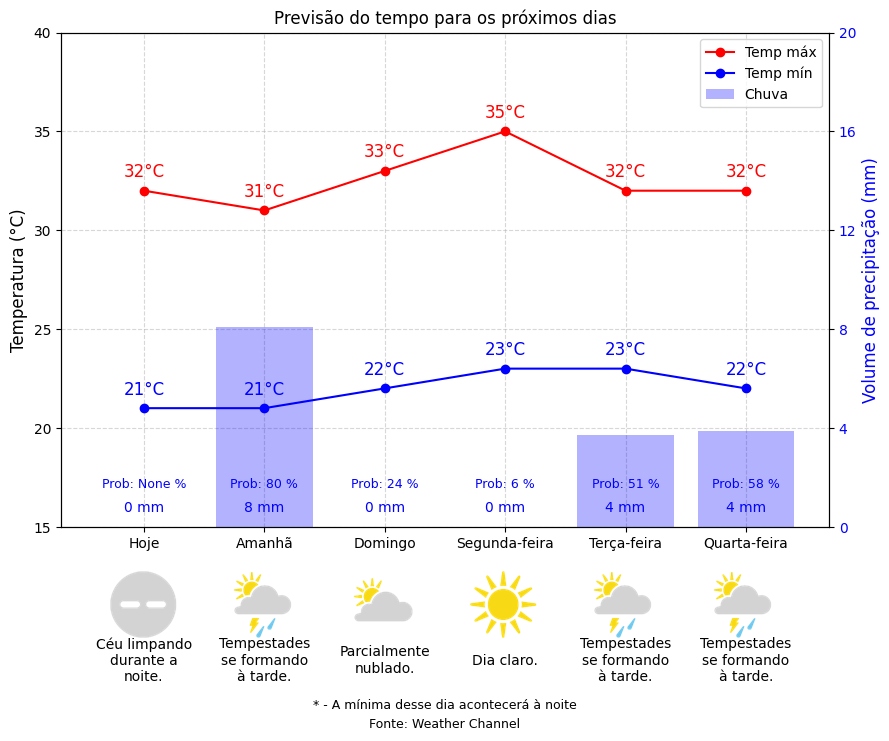 Previsão do tempo para os próximos dias
40
35
30
25
20
15
Temperatura (°C)
20
16
12
8
4
0
Volume de precipitação (mm)
Temp máx
Temp mín
Chuva
32°C
31°C
33°C
35°C
32°C
32°C
21°C
21°C
22°C
23°C
23°C
22°C
Prob: None %
Prob: 80 %
Prob: 24 %
Prob: 6 %
Prob: 51 %
Prob: 58 %
0 mm
8 mm
0 mm
0 mm
4 mm
4 mm
Hoje
Amanhã
Domingo
Segunda-feira
Terça-feira
Quarta-feira
Céu limpando
durante a
noite.
Tempestades
se formando
à tarde.
Parcialmente
nublado.
Dia claro.
Tempestades
se formando
à tarde.
Tempestades
se formando
à tarde.
* - A mínima desse dia acontecerá à noite
Fonte: Weather Channel